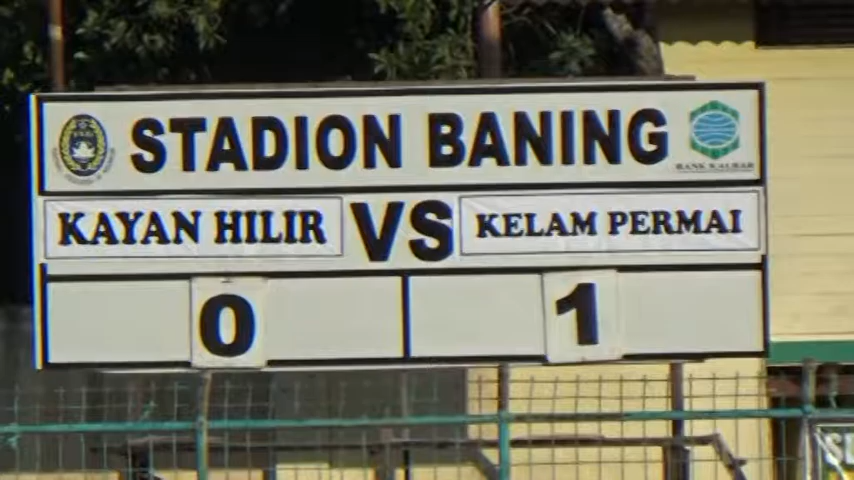 STADION BANING
BANK KALBAR
KAYAN HILIR VS KELAM PERMAI
0 1